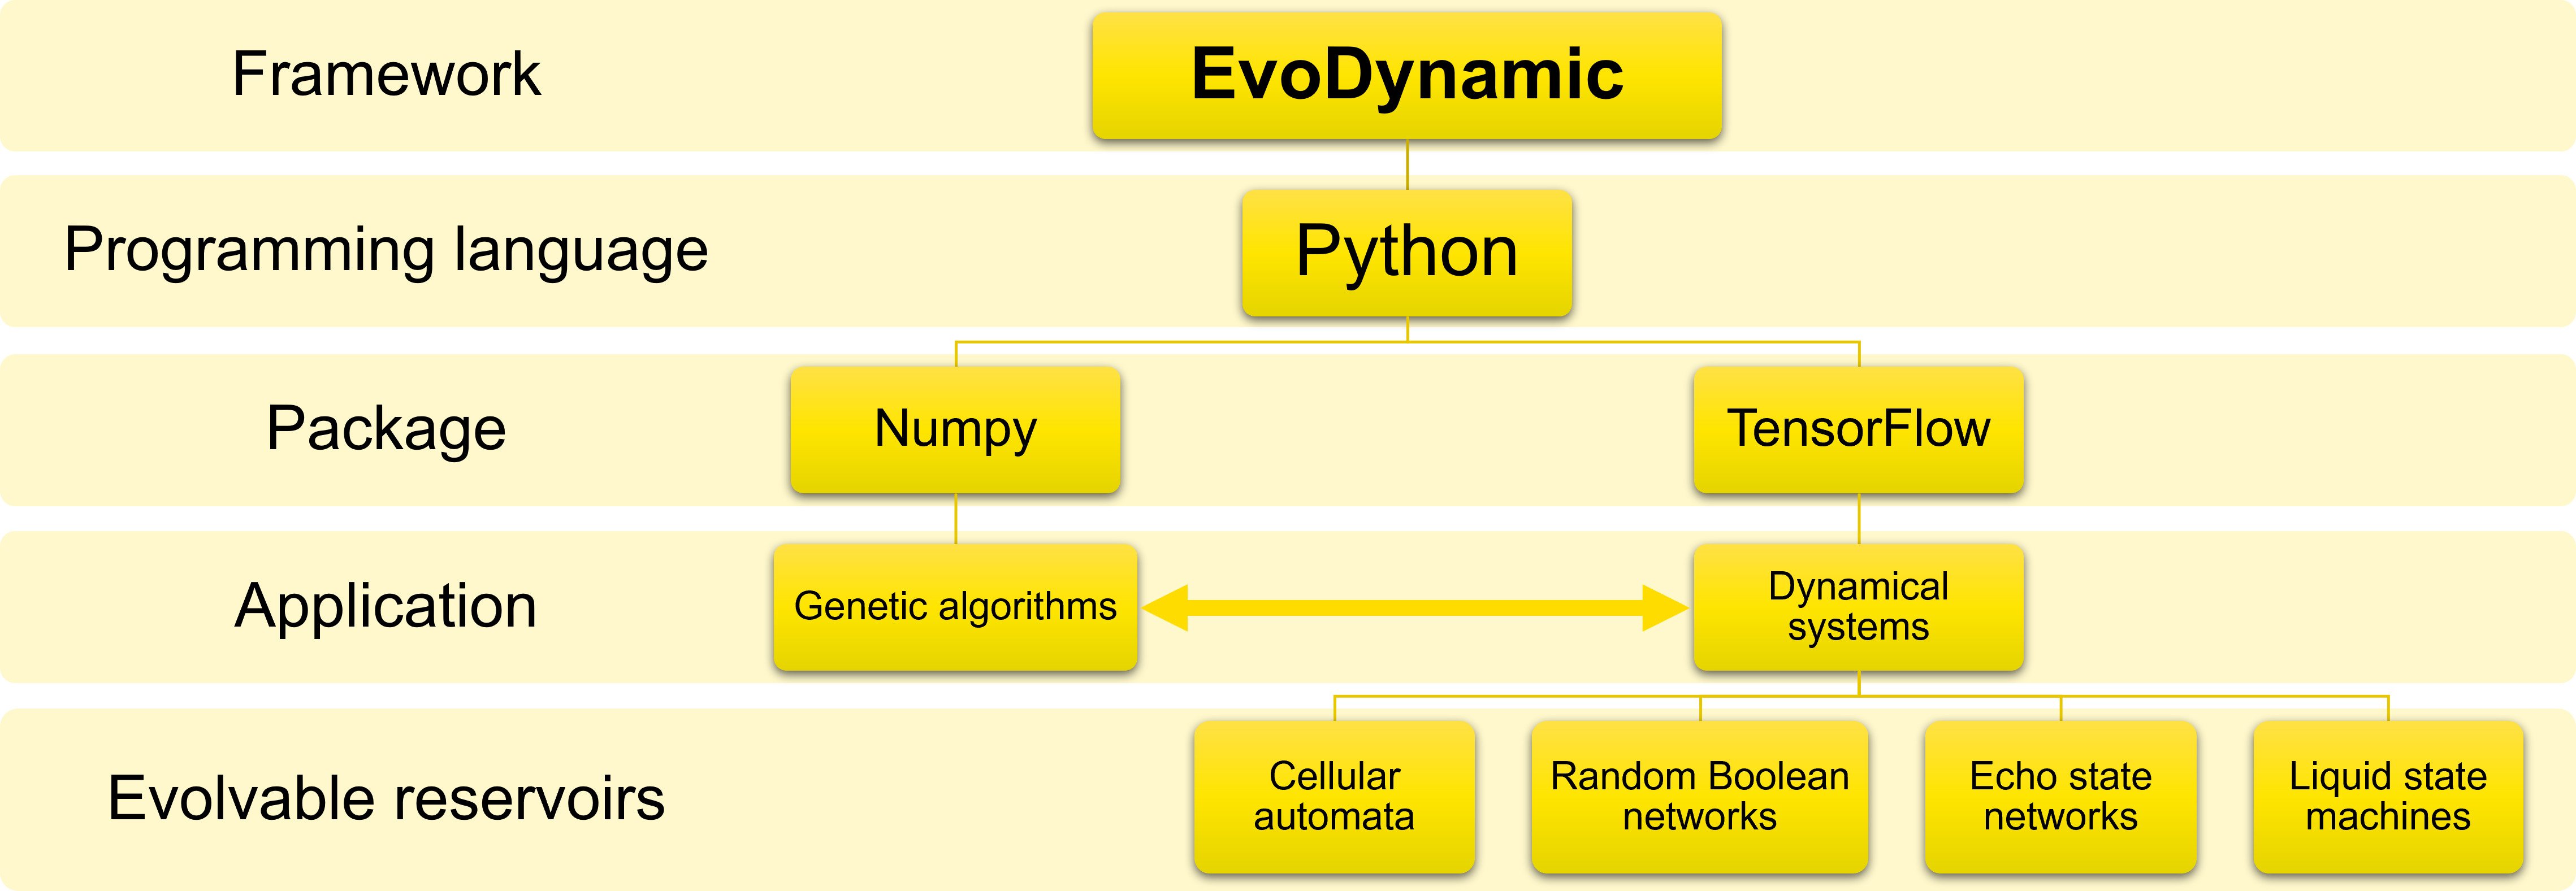 Framework
EvoDynamic
Programming language
Python
Package
Numpy
TensorFlow
Application
Genetic algorithms
Dynamical
systems
Evolvable reservoirs
Cellular
automata
Random Boolean
networks
Echo state
networks
Liquid state
machines